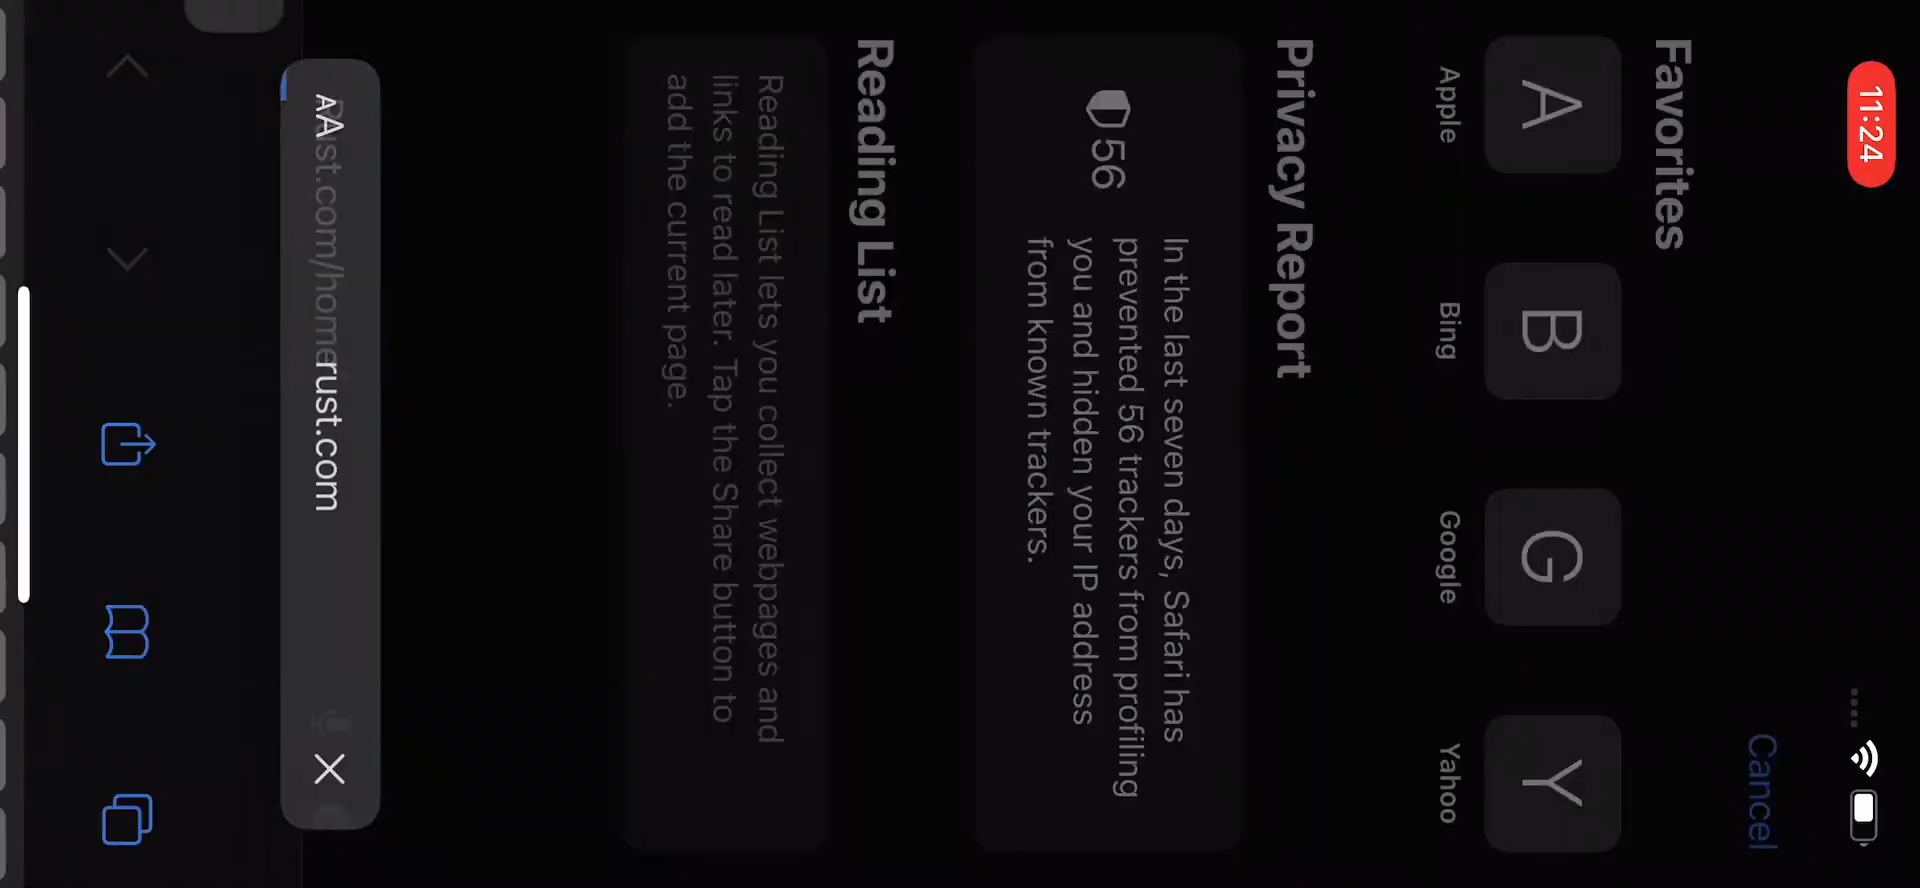 11:24
Cancel
Favorites
A
B
G
Y
Apple
Bing
Google
Yahoo
Privacy Report
56
In the last seven days, Safari has
prevented 56 trackers from profiling
you and hidden your IP address
from known trackers.
Reading List
Reading List lets you collect webpages and
links to read later. Tap the Share button to
add the current page.
AA
ust.com/home
rust.com